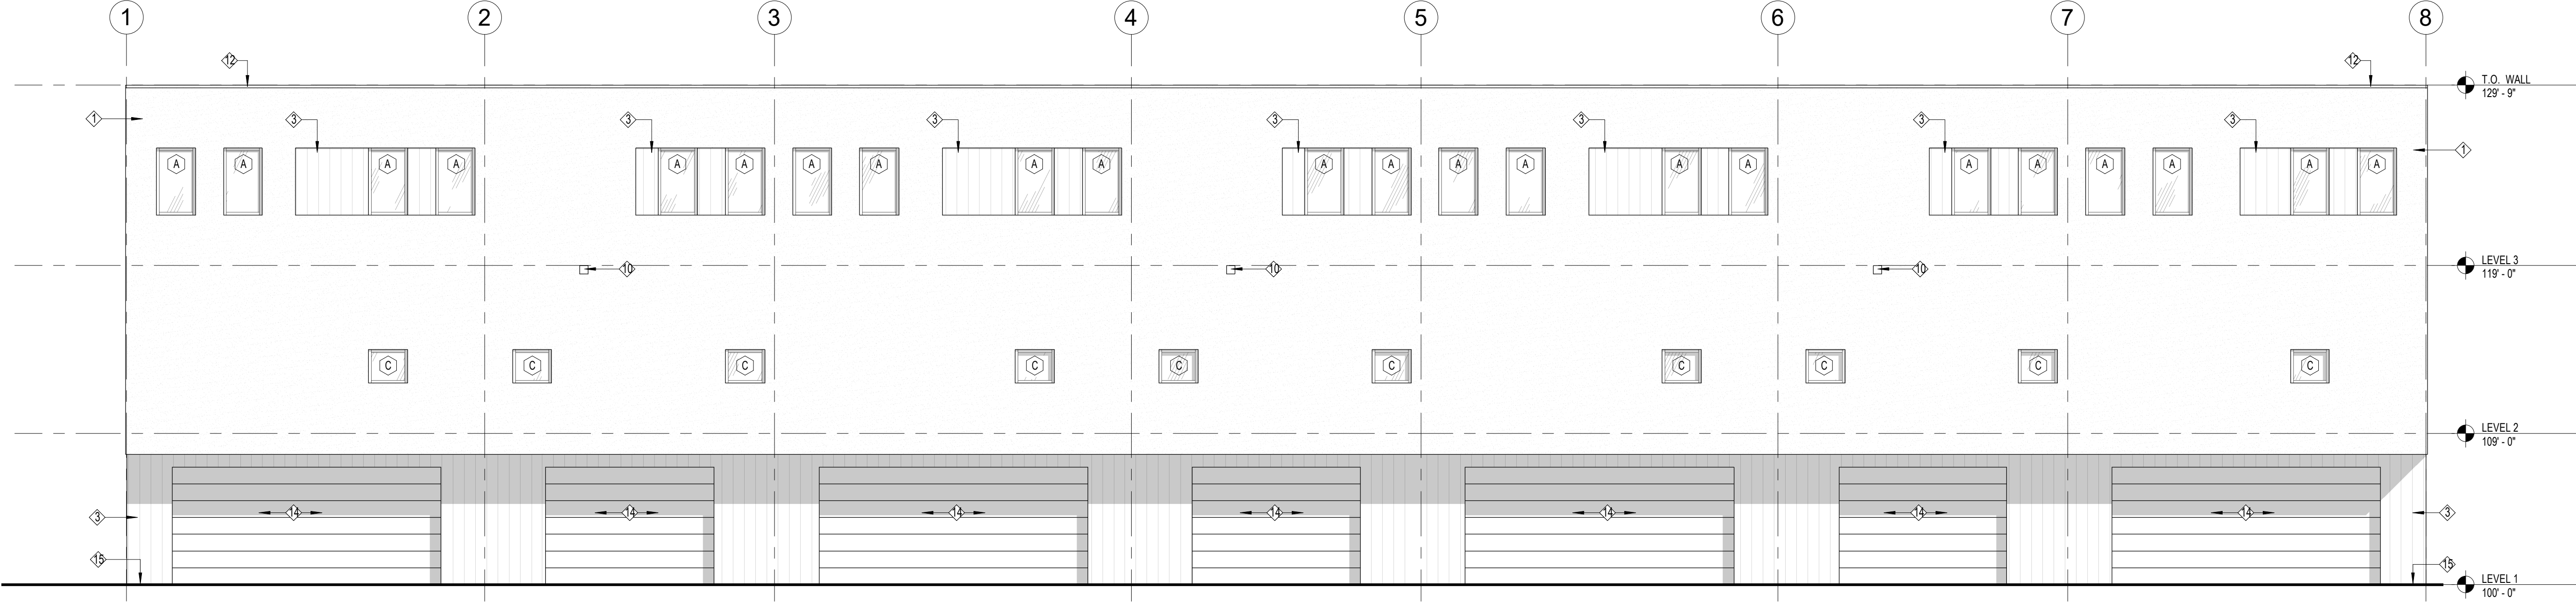 1 2 3 4 5 6 7 8
12 12
T.O. WALL
129' - 9"
1 3 3 3 3 3 3 3 1
A A A A A A A A A A A A A A A A A A A A A A
LEVEL 3
119' - 0"
10 10 10
C C C C C C C C C C
LEVEL 2
109' - 0"
3 14 14 14 14 14 14 14 3
15 15
LEVEL 1
100' - 0"